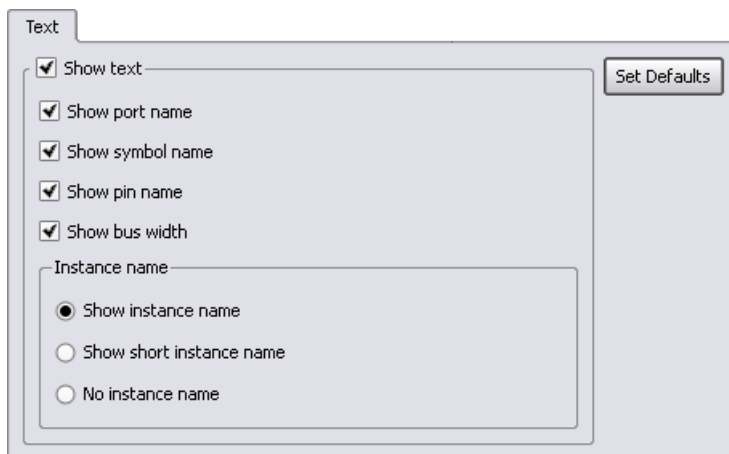 Text
Show text
Set Defaults
Show port name
Show symbol name
Show pin name
Show bus width
Instance name
Show instance name
Show short instance name
No instance name